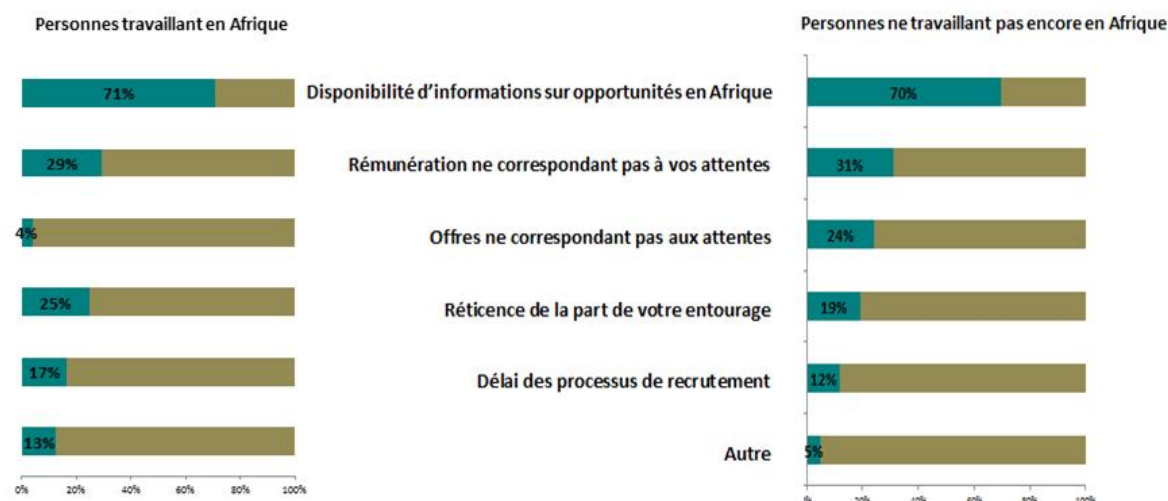 Personnes travaillant en Afrique
Personnes ne travaillant pas encore en Afrique
71% Disponibilité d'informations sur opportunités en Afrique 70%
29% Rémunération ne correspondant pas à vos attentes 31%
4% Offres ne correspondant pas aux attentes 24%
25% Réticence de la part de votre entourage 19%
17% Délai des processus de recrutement 12%
13% Autre 5%
0% 20% 40% 60% 80% 100%